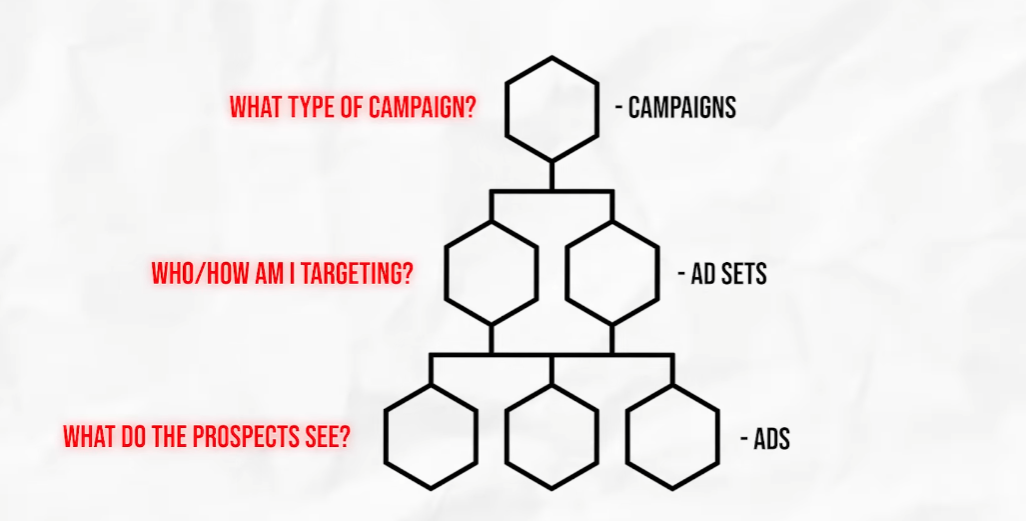 WHAT TYPE OF CAMPAIGN? - CAMPAIGNS
WHO/HOW AM I TARGETING? - AD SETS
WHAT DO THE PROSPECTS SEE? - ADS